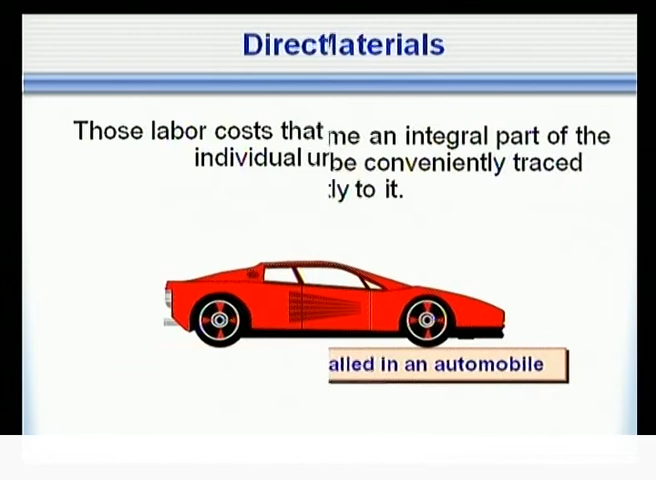 Directlaterials
Those labor costs that me an integral part of the
individual ur be conveniently traced
ly to it.
alled in an automobile